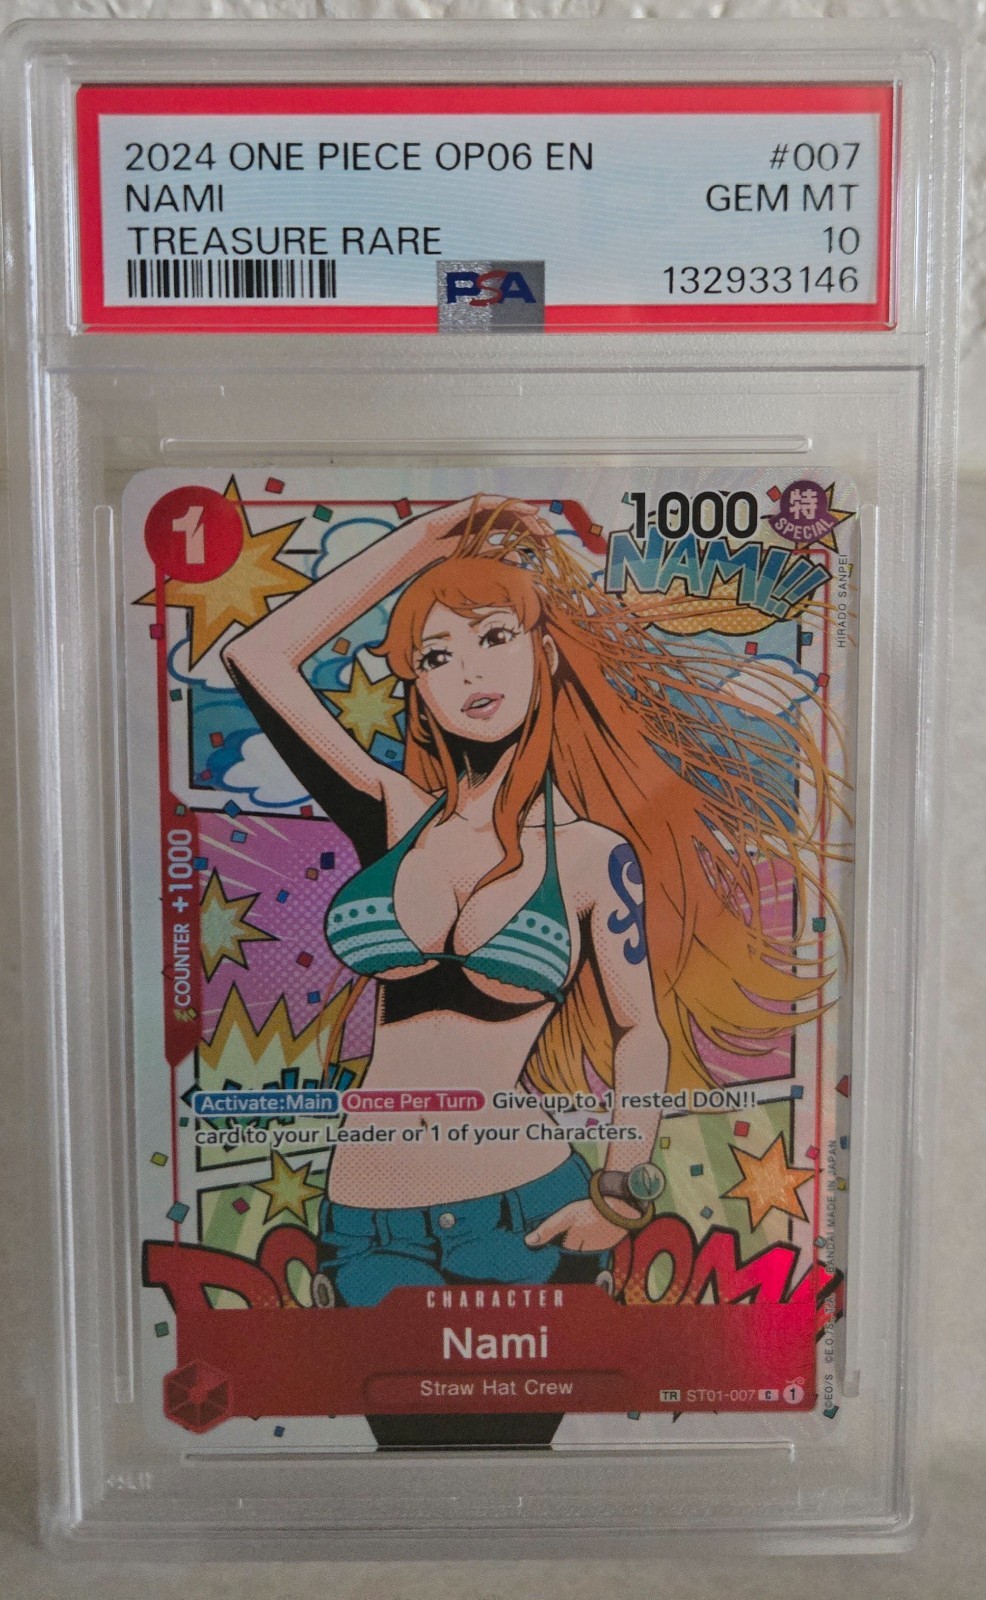 2024 ONE PIECE OP06 EN #007
NAMI GEM MT
TREASURE RARE 10
PSA 132933146
1
1000 特
SPECIAL
NAMI!!!
HIRADO SANPEI
COUNTER +1000
Activate:Main Once Per Turn Give up to 1 rested DON!!
card to your Leader or 1 of your Characters.
CHARACTER
Nami
Straw Hat Crew
TR ST01-007 C 1
BANDAI MADE IN JAPAN